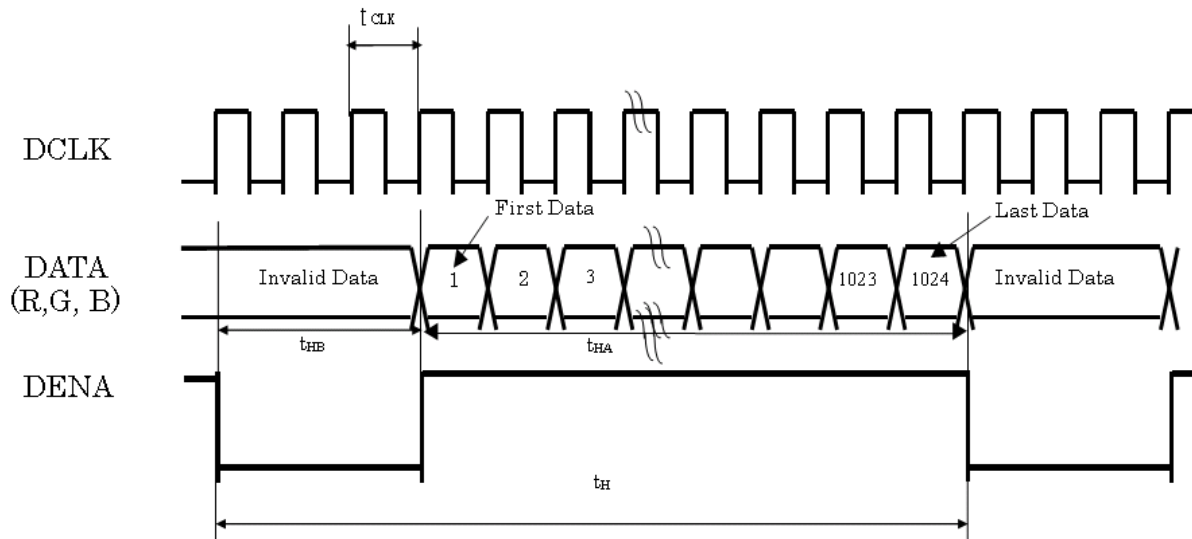 t CLK
DCLK
First Data
Last Data
DATA
(R,G, B)
Invalid Data
1
2
3
1023
1024
Invalid Data
tHB
tHA
DENA
tH